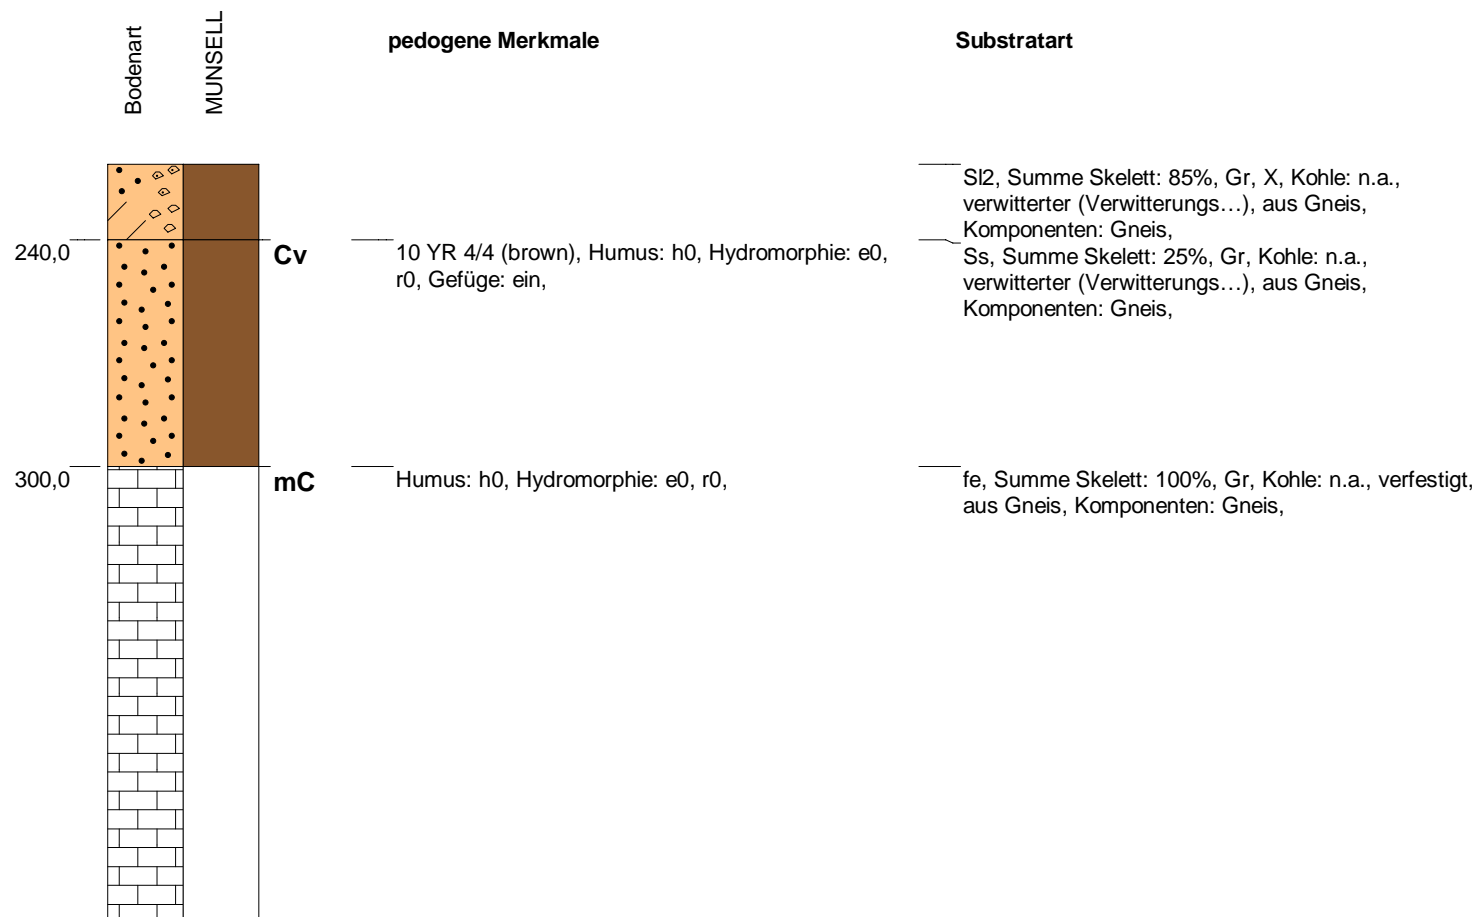 Bodenart
MUNSELL
pedogene Merkmale
Substratart
Sl2, Summe Skelett: 85%, Gr, X, Kohle: n.a.,
verwitterter (Verwitterungs…), aus Gneis,
Komponenten: Gneis,
240,0
Cv
10 YR 4/4 (brown), Humus: h0, Hydromorphie: e0,
r0, Gefüge: ein,
Ss, Summe Skelett: 25%, Gr, Kohle: n.a.,
verwitterter (Verwitterungs…), aus Gneis,
Komponenten: Gneis,
300,0
mC
Humus: h0, Hydromorphie: e0, r0,
fe, Summe Skelett: 100%, Gr, Kohle: n.a., verfestigt,
aus Gneis, Komponenten: Gneis,